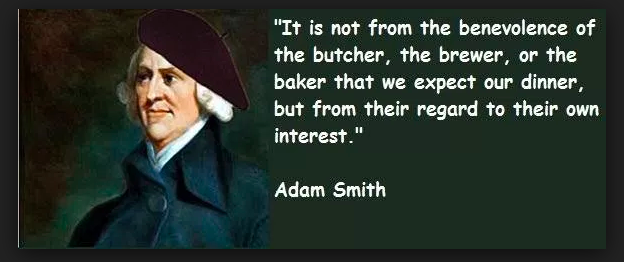 "It is not from the benevolence of
the butcher, the brewer, or the
baker that we expect our dinner,
but from their regard to their own
interest."
Adam Smith